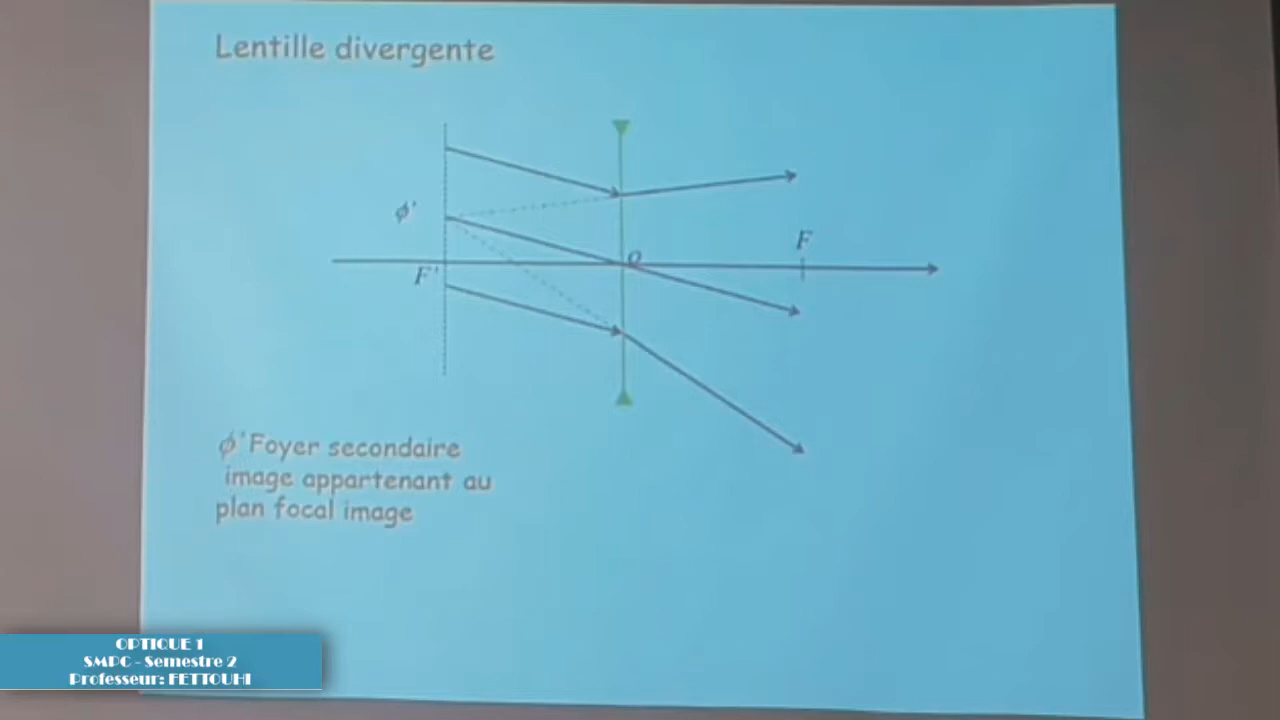 Lentille divergente
ϕ'
F
O
F'
ϕ' Foyer secondaire
image appartenant au
plan focal image
OPTIQUE 1
SMPC - Semestre 2
Professeur: FETTOUHI